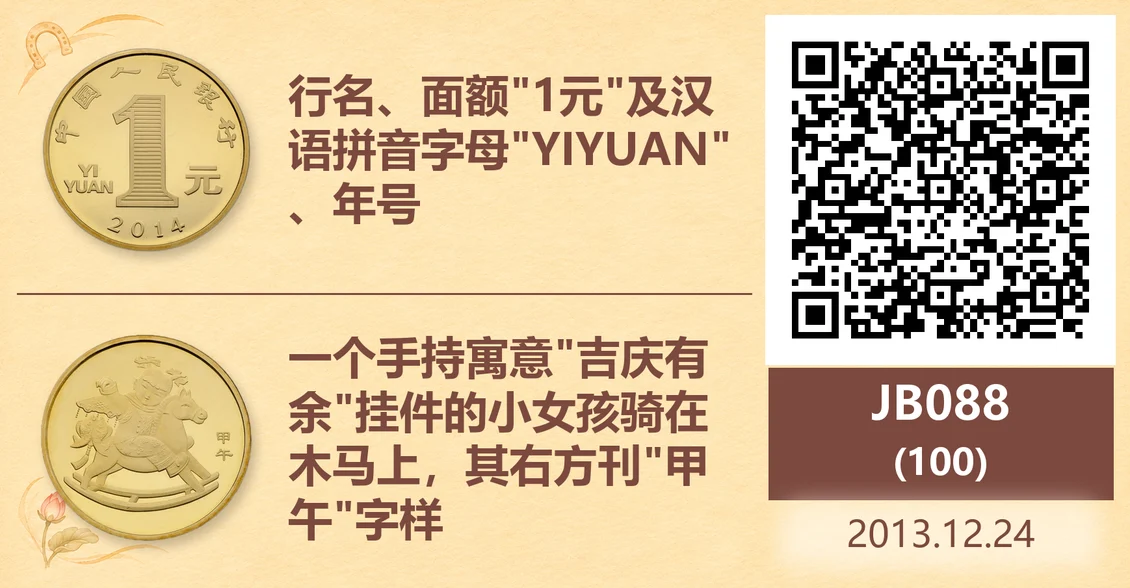 中国人民银行
1
YI
YUAN
元
2014
行名、面额"1元"及汉
语拼音字母"YIYUAN"
、年号
甲
午
一个手持寓意"吉庆有
余"挂件的小女孩骑在
木马上，其右方刊"甲
午"字样
JB088
(100)
2013.12.24